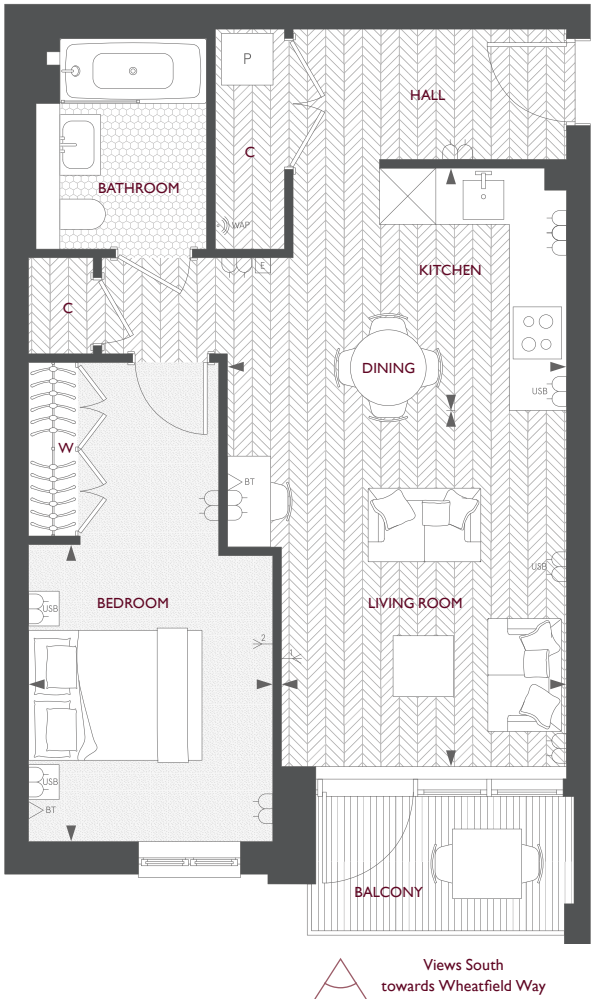 P
HALL
C
BATHROOM
WAP
E
KITCHEN
C
DINING
USB
W
BT
USB
BEDROOM
LIVING ROOM
USB
2
1
USB
BT
BALCONY
Views South
towards Wheatfield Way